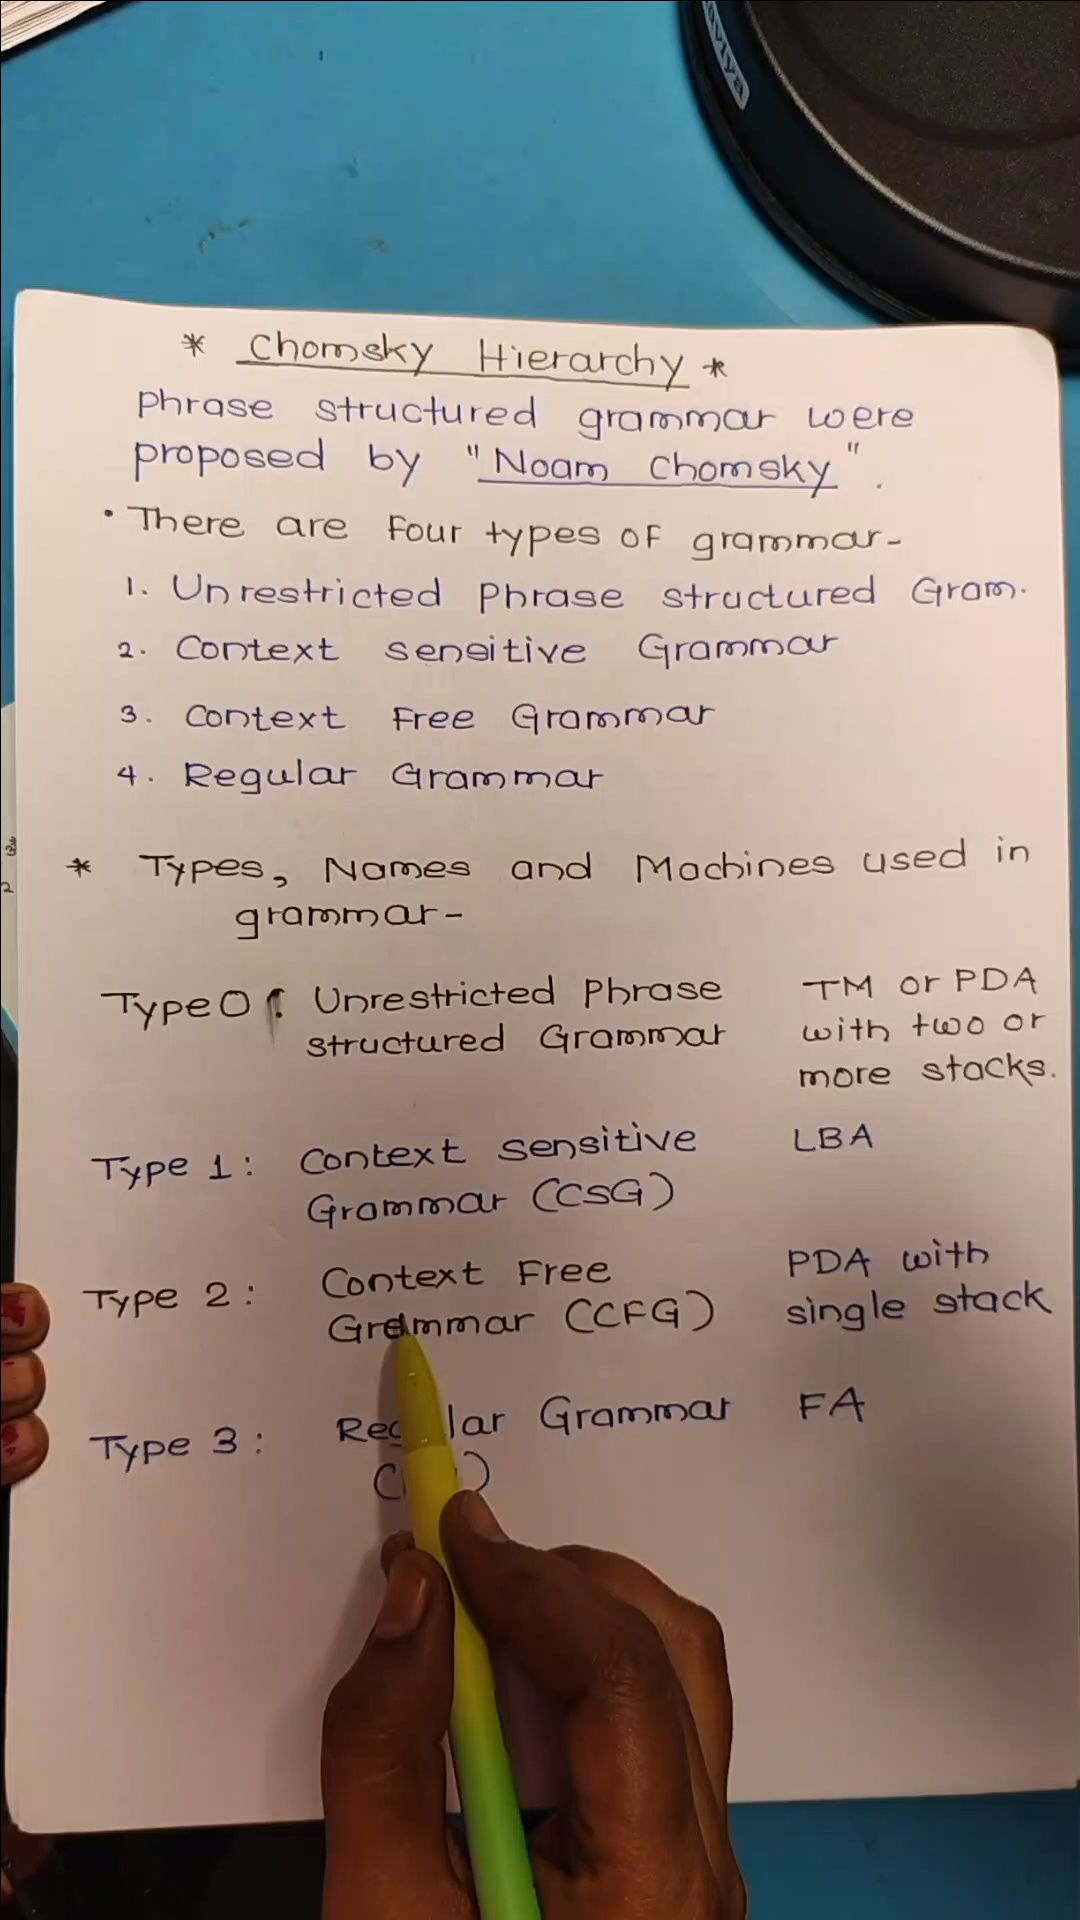 aviya
* Chomsky Hierarchy *
Phrase structured grammar were
proposed by "Noam Chomsky".
• There are Four types of grammar-
1. Unrestricted Phrase structured Gram.
2. Context sensitive Grammar
3. Context Free Grammar
4. Regular Grammar
* Types, Names and Machines used in
grammar-
Type 0 : Unrestricted Phrase
structured Grammar
TM or PDA
with two or
more stacks.
Type 1 : Context Sensitive
Grammar (CSG)
LBA
Type 2 : Context Free
Grammar (CFG)
PDA with
single stack
Type 3 : Regular Grammar
FA